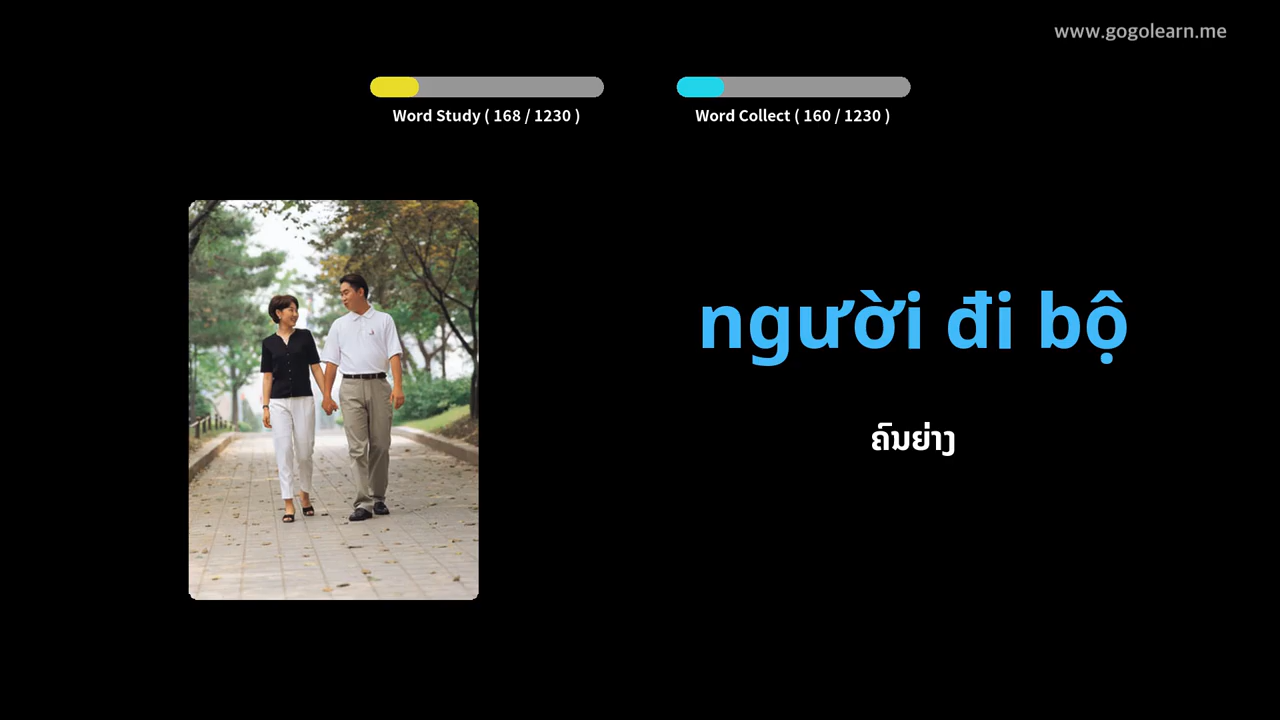 www.gogolearn.me
Word Study ( 168 / 1230 )
Word Collect ( 160 / 1230 )
người đi bộ
ຄົນຍ່າງ